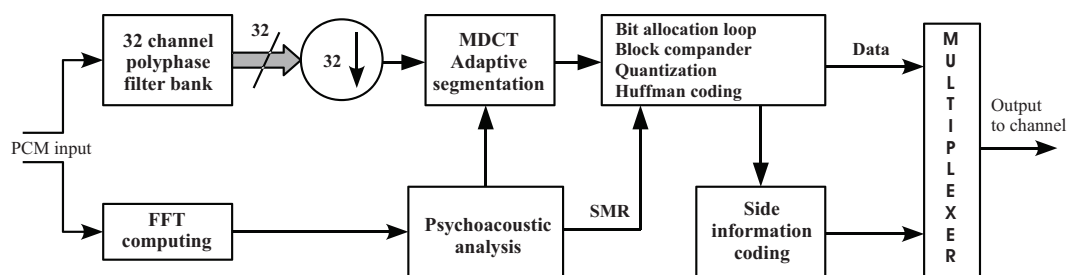 32 channel
polyphase
filter bank
32
32
MDCT
Adaptive
segmentation
Bit allocation loop
Block compander
Quantization
Huffman coding
Data
MULTIPLEXER
Output
to channel
PCM input
FFT
computing
Psychoacoustic
analysis
SMR
Side
information
coding